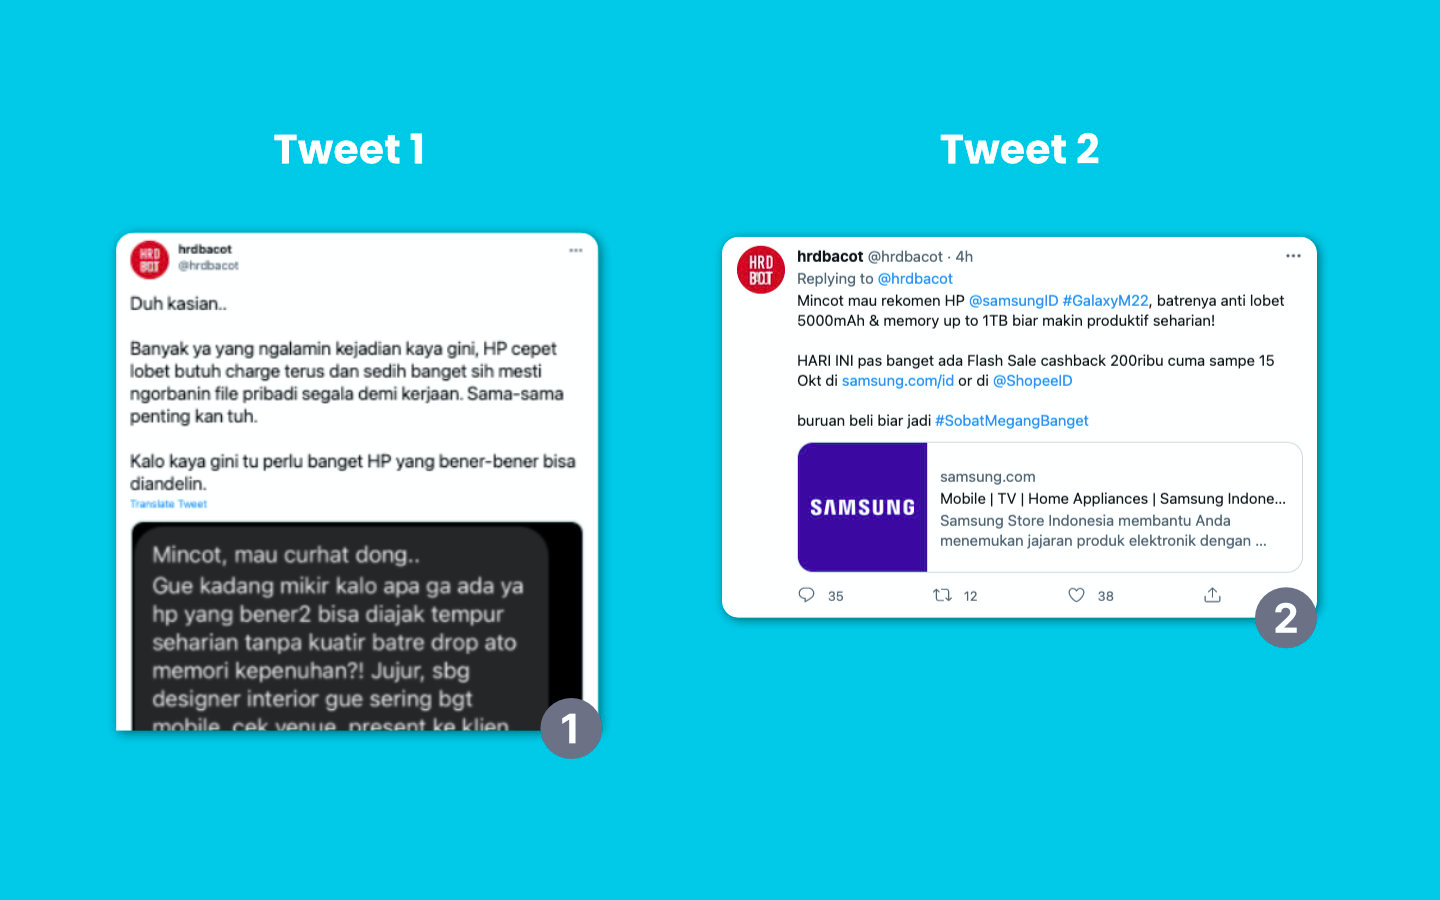 Tweet 1
HRD
BCOT
hrdbacot
@hrdbacot
Duh kasian..
Banyak ya yang ngalamin kejadian kaya gini, HP cepet
lobet butuh charge terus dan sedih banget sih mesti
ngorbanin file pribadi segala demi kerjaan. Sama-sama
penting kan tuh.
Kalo kaya gini tu perlu banget HP yang bener-bener bisa
diandelin.
Translate Tweet
Mincot, mau curhat dong..
Gue kadang mikir kalo apa ga ada ya
hp yang bener2 bisa diajak tempur
seharian tanpa kuatir batre drop ato
memori kepenuhan?! Jujur, sbg
designer interior gue sering bgt
mobile, cek venue, present ke klien
1
Tweet 2
HRD
BCOT
hrdbacot @hrdbacot · 4h
Replying to @hrdbacot
Mincot mau rekomen HP @samsungID #GalaxyM22, batrenya anti lobet
5000mAh & memory up to 1TB biar makin produktif seharian!
HARI INI pas banget ada Flash Sale cashback 200ribu cuma sampe 15
Okt di samsung.com/id or di @ShopeeID
buruan beli biar jadi #SobatMegangBanget
SAMSUNG
samsung.com
Mobile | TV | Home Appliances | Samsung Indone...
Samsung Store Indonesia membantu Anda
menemukan jajaran produk elektronik dengan ...
35 12 38
2